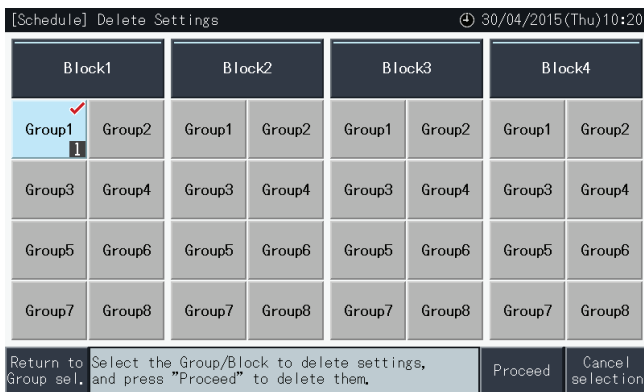 [Schedule] Delete Settings 30/04/2015(Thu)10:20
Block1 Block2 Block3 Block4
Group1 Group2 Group1 Group2 Group1 Group2 Group1 Group2
1
Group3 Group4 Group3 Group4 Group3 Group4 Group3 Group4
Group5 Group6 Group5 Group6 Group5 Group6 Group5 Group6
Group7 Group8 Group7 Group8 Group7 Group8 Group7 Group8
Return to
Group sel.
Select the Group/Block to delete settings,
and press ”Proceed” to delete them.
Proceed
Cancel
selection